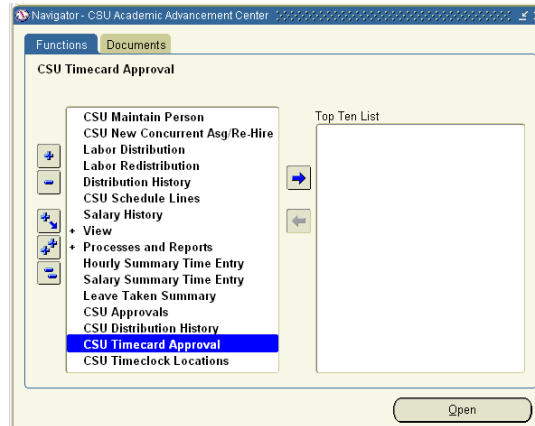 Navigator - CSU Academic Advancement Center
Functions
Documents
CSU Timecard Approval
Top Ten List
CSU Maintain Person
CSU New Concurrent Asg/Re-Hire
Labor Distribution
Labor Redistribution
Distribution History
CSU Schedule Lines
Salary History
+ View
+ Processes and Reports
Hourly Summary Time Entry
Salary Summary Time Entry
Leave Taken Summary
CSU Approvals
CSU Distribution History
CSU Timecard Approval
CSU Timeclock Locations
Open